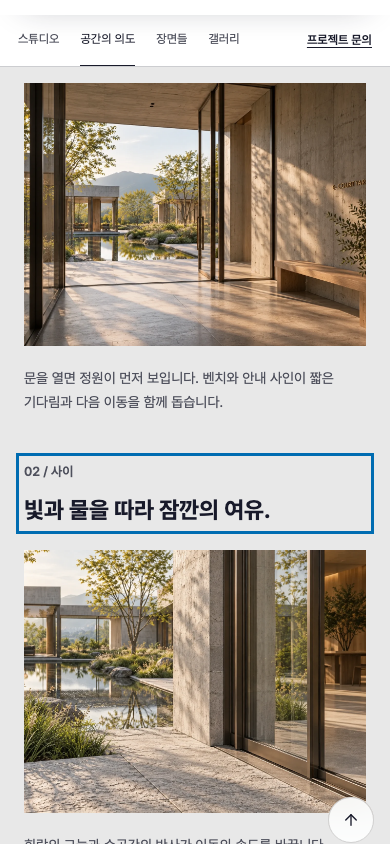 스튜디오 공간의 의도 장면들 갤러리 프로젝트 문의
문을 열면 정원이 먼저 보입니다. 벤치와 안내 사인이 짧은
기다림과 다음 이동을 함께 돕습니다.
02 / 사이
빛과 물을 따라 잠깐의 여유.